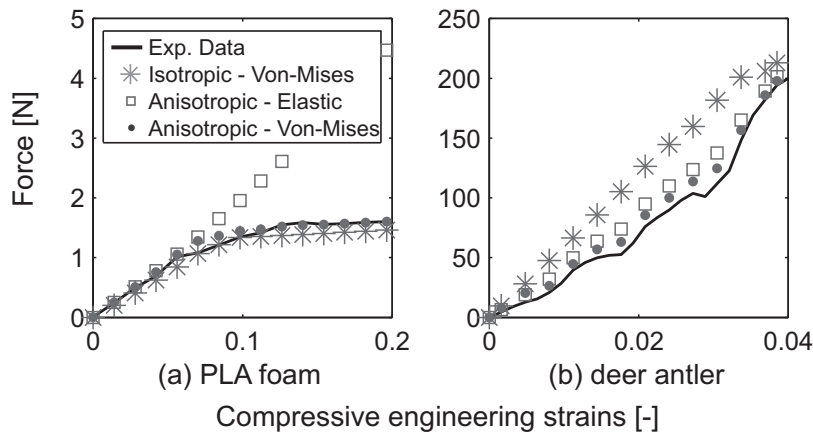 5
4
3
2
1
0
Force [N]
Exp. Data
Isotropic - Von-Mises
Anisotropic - Elastic
Anisotropic - Von-Mises
0
0.1
0.2
(a) PLA foam
250
200
150
100
50
0
0
0.02
0.04
(b) deer antler
Compressive engineering strains [-]